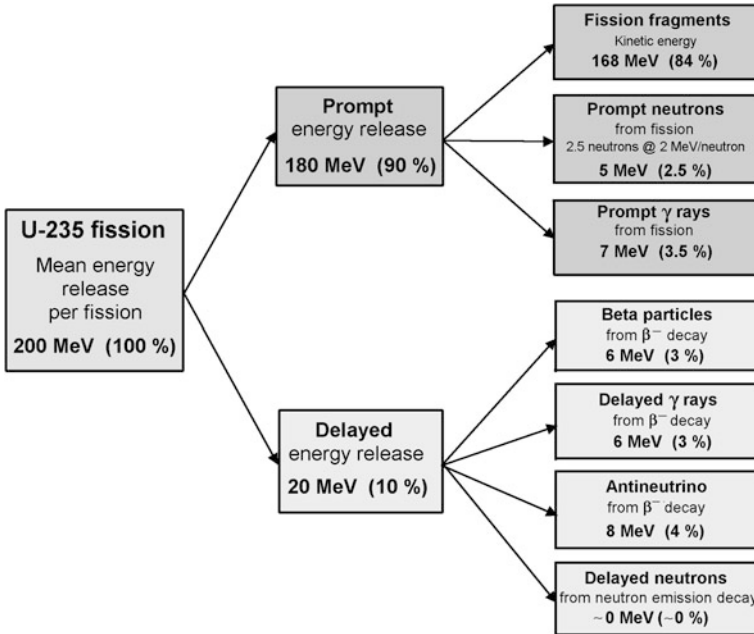 U-235 fission
Mean energy
release
per fission
200 MeV (100 %)
Prompt
energy release
180 MeV (90 %)
Delayed
energy release
20 MeV (10 %)
Fission fragments
Kinetic energy
168 MeV (84 %)
Prompt neutrons
from fission
2.5 neutrons @ 2 MeV/neutron
5 MeV (2.5 %)
Prompt γ rays
from fission
7 MeV (3.5 %)
Beta particles
from β⁻ decay
6 MeV (3 %)
Delayed γ rays
from β⁻ decay
6 MeV (3 %)
Antineutrino
from β⁻ decay
8 MeV (4 %)
Delayed neutrons
from neutron emission decay
~0 MeV (~0 %)